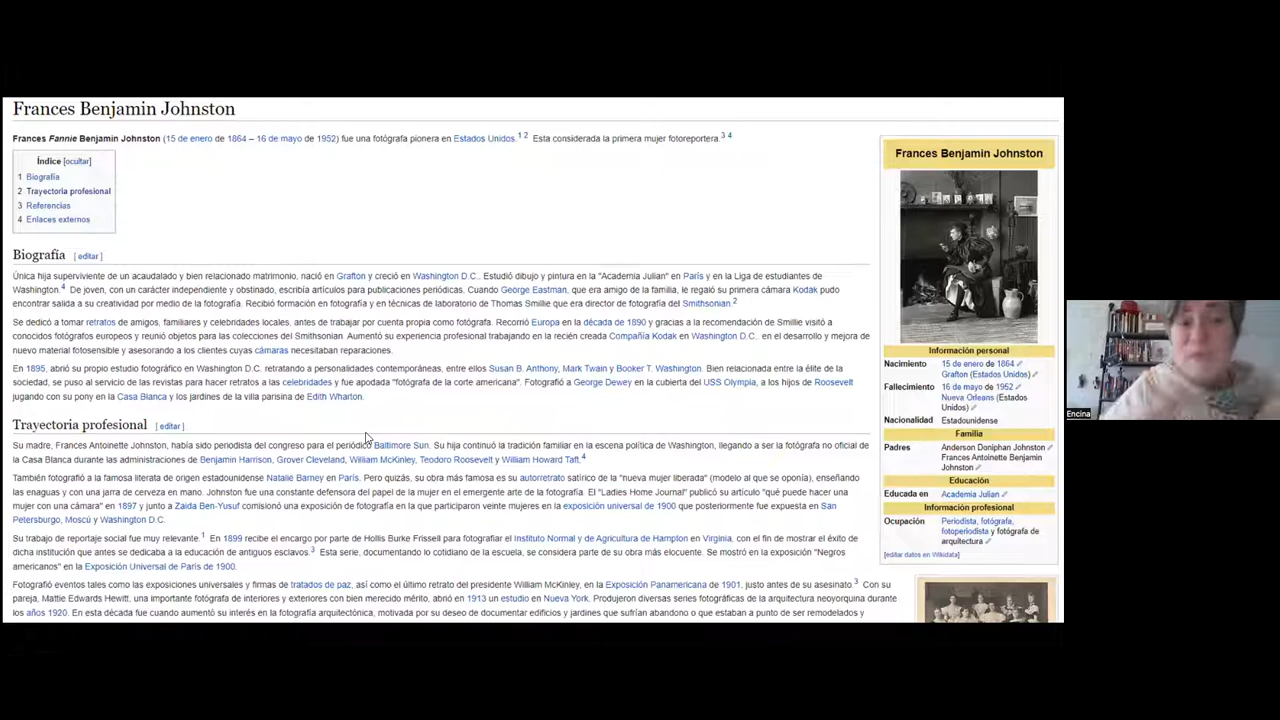 Frances Benjamin Johnston
Frances Fannie Benjamin Johnston (15 de enero de 1864 – 16 de mayo de 1952) fue una fotógrafa pionera en Estados Unidos.1 2 Esta considerada la primera mujer fotoreportera.3 4
Índice [ocultar]
1 Biografía
2 Trayectoria profesional
3 Referencias
4 Enlaces externos
Biografía [ editar ]
Única hija superviviente de un acaudalado y bien relacionado matrimonio, nació en Grafton y creció en Washington D.C.. Estudió dibujo y pintura en la "Academia Julian" en París y en la Liga de estudiantes de
Washington.4 De joven, con un carácter independiente y obstinado, escribía artículos para publicaciones periódicas. Cuando George Eastman, que era amigo de la familia, le regaló su primera cámara Kodak pudo
encontrar salida a su creatividad por medio de la fotografía. Recibió formación en fotografía y en técnicas de laboratorio de Thomas Smillie que era director de fotografía del Smithsonian.2
Se dedicó a tomar retratos de amigos, familiares y celebridades locales, antes de trabajar por cuenta propia como fotógrafa. Recorrió Europa en la década de 1890 y gracias a la recomendación de Smillie visitó a
conocidos fotógrafos europeos y reunió objetos para las colecciones del Smithsonian. Aumentó su experiencia profesional trabajando en la recién creada Compañía Kodak en Washington D.C., en el desarrollo y mejora de
nuevo material fotosensible y asesorando a los clientes cuyas cámaras necesitaban reparaciones.
En 1895, abrió su propio estudio fotográfico en Washington D.C. retratando a personalidades contemporáneas, entre ellos Susan B. Anthony, Mark Twain y Booker T. Washington. Bien relacionada entre la élite de la
sociedad, se puso al servicio de las revistas para hacer retratos a las celebridades y fue apodada "fotógrafa de la corte americana". Fotografió a George Dewey en la cubierta del USS Olympia, a los hijos de Roosevelt
jugando con su pony en la Casa Blanca y los jardines de la villa parisina de Edith Wharton.
Trayectoria profesional [ editar ]
Su madre, Frances Antoinette Johnston, había sido periodista del congreso para el periódico Baltimore Sun. Su hija continuó la tradición familiar en la escena política de Washington, llegando a ser la fotógrafa no oficial de
la Casa Blanca durante las administraciones de Benjamin Harrison, Grover Cleveland, William McKinley, Teodoro Roosevelt y William Howard Taft.4
También fotografió a la famosa literata de origen estadounidense Natalie Barney en París. Pero quizás, su obra más famosa es su autorretrato satírico de la "nueva mujer liberada" (modelo al que se oponía), enseñando
las enaguas y con una jarra de cerveza en mano. Johnston fue una constante defensora del papel de la mujer en el emergente arte de la fotografía. El "Ladies Home Journal" publicó su artículo "qué puede hacer una
mujer con una cámara" en 1897 y junto a Zaida Ben-Yusuf comisionó una exposición de fotografía en la que participaron veinte mujeres en la exposición universal de 1900 que posteriormente fue expuesta en San
Petersburgo, Moscú y Washington D.C.
Su trabajo de reportaje social fue muy relevante.1 En 1899 recibe el encargo por parte de Hollis Burke Frissell para fotografiar el Instituto Normal y de Agricultura de Hampton en Virginia, con el fin de mostrar el éxito de
dicha institución que antes se dedicaba a la educación de antiguos esclavos.3 Esta serie, documentando lo cotidiano de la escuela, se considera parte de su obra más elocuente. Se mostró en la exposición "Negros
americanos" en la Exposición Universal de París de 1900.
Fotografió eventos tales como las exposiciones universales y firmas de tratados de paz, así como el último retrato del presidente William McKinley, en la Exposición Panamericana de 1901, justo antes de su asesinato.3 Con su
pareja, Mattie Edwards Hewitt, una importante fotógrafa de interiores y exteriores con bien merecido mérito, abrió en 1913 un estudio en Nueva York. Produjeron diversas series fotográficas de la arquitectura neoyorquina durante
los años 1920. En esta década fue cuando aumentó su interés en la fotografía arquitectónica, motivada por su deseo de documentar edificios y jardines que sufrían abandono o que estaban a punto de ser remodelados y
Frances Benjamin Johnston
Información personal
Nacimiento 15 de enero de 1864
Grafton (Estados Unidos)
Fallecimiento 16 de mayo de 1952
Nueva Orleans (Estados
Unidos)
Nacionalidad Estadounidense
Familia
Padres Anderson Doniphan Johnston
Frances Antoinette Benjamin
Johnston
Educación
Educada en Academia Julian
Información profesional
Ocupación Periodista, fotógrafa,
fotoperiodista y fotógrafa de
arquitectura
[editar datos en Wikidata]
Encina